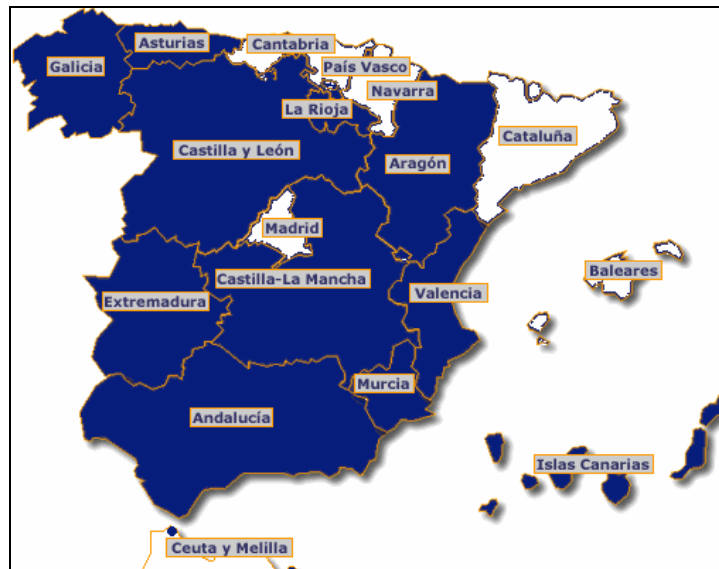 Asturias
Cantabria
Galicia
País Vasco
Navarra
La Rioja
Cataluña
Castilla y León
Aragón
Madrid
Baleares
Castilla-La Mancha
Valencia
Extremadura
Murcia
Andalucía
Islas Canarias
Ceuta y Melilla